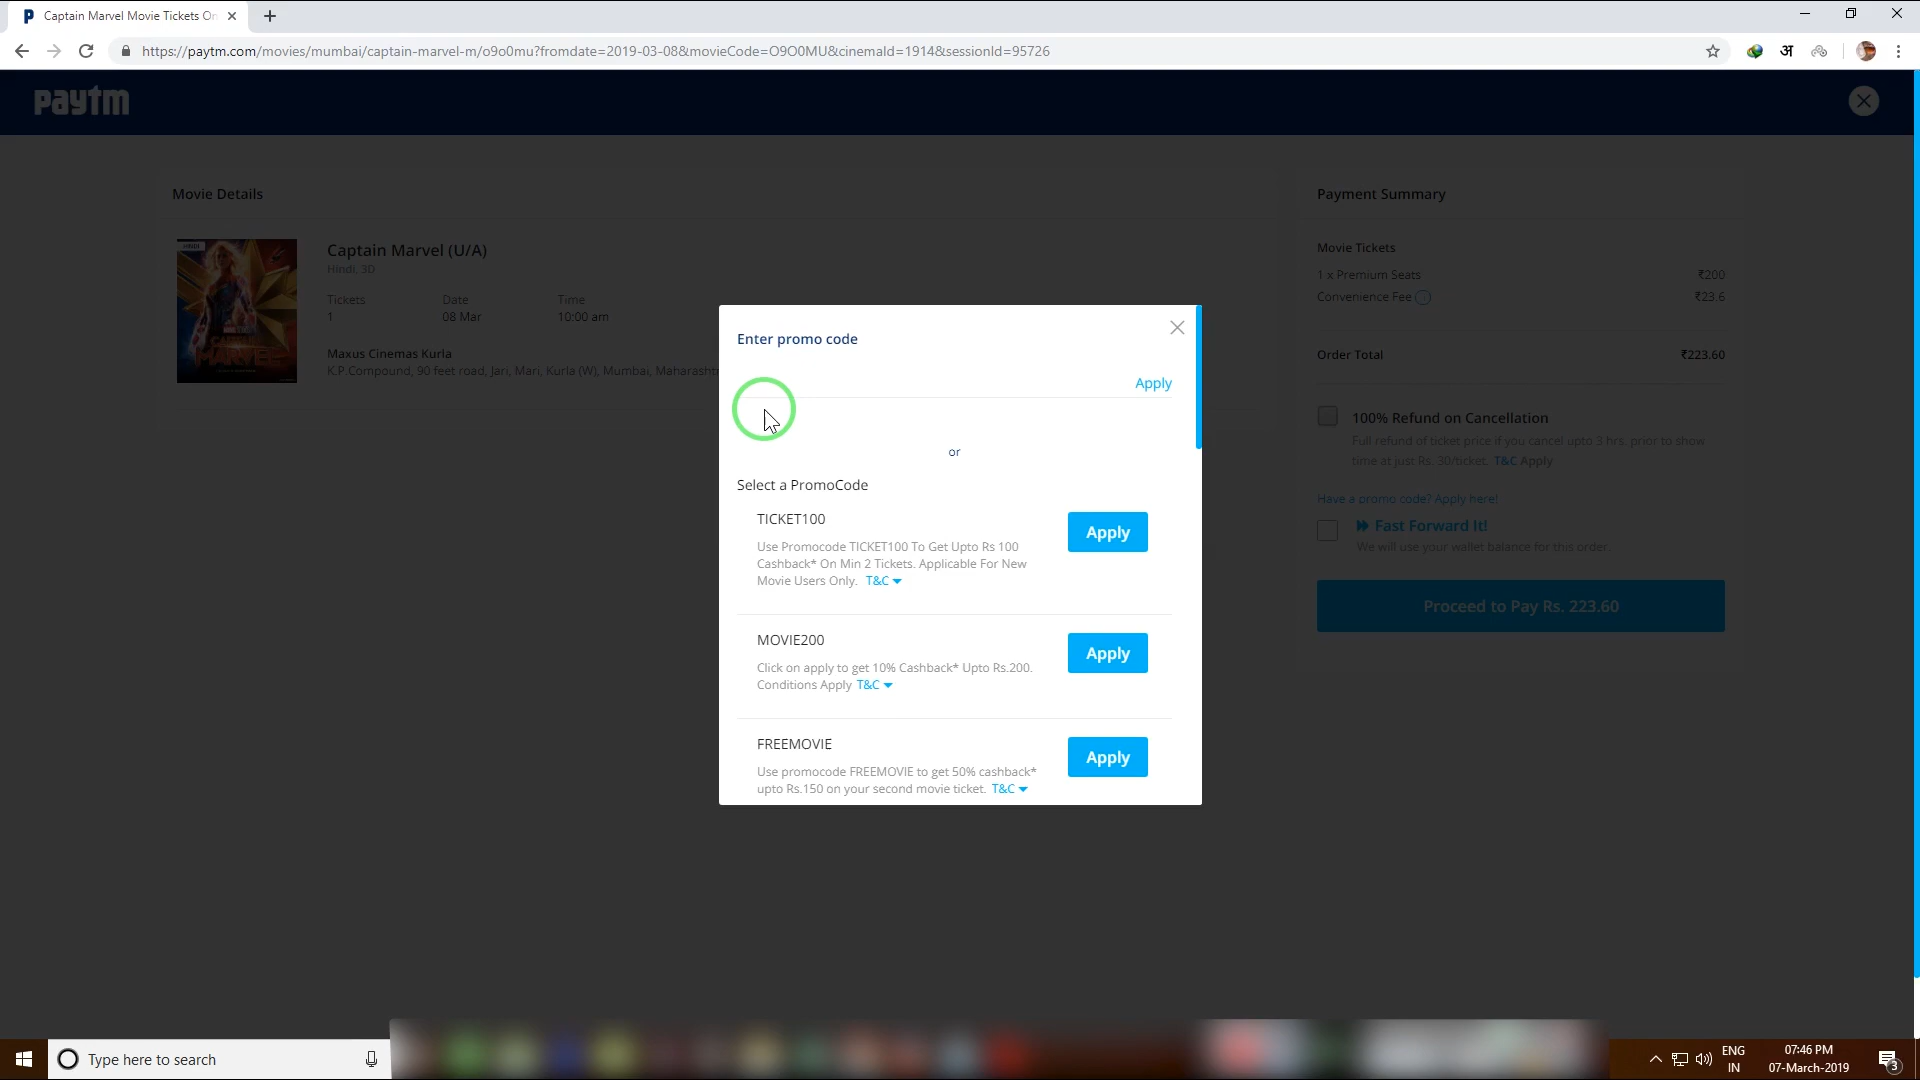 Captain Marvel Movie Tickets On
https://paytm.com/movies/mumbai/captain-marvel-m/o9o0mu?fromdate=2019-03-08&movieCode=O9O0MU&cinemaId=1914&sessionId=95726
अ
paytm
Movie Details
Captain Marvel (U/A)
Hindi, 3D
Tickets Date Time
1 08 Mar 10:00 am
Maxus Cinemas Kurla
K.P.Compound, 90 feet road, Jari, Mari, Kurla (W), Mumbai, Maharasht
CAPTAIN
MARVEL
Enter promo code
Apply
or
Select a PromoCode
TICKET100
Use Promocode TICKET100 To Get Upto Rs 100
Cashback* On Min 2 Tickets. Applicable For New
Movie Users Only. T&C
Apply
MOVIE200
Click on apply to get 10% Cashback* Upto Rs.200.
Conditions Apply T&C
Apply
FREEMOVIE
Use promocode FREEMOVIE to get 50% cashback*
upto Rs.150 on your second movie ticket. T&C
Apply
Payment Summary
Movie Tickets
1 x Premium Seats ₹200
Convenience Fee ₹23.6
Order Total ₹223.60
100% Refund on Cancellation
Full refund of ticket price if you cancel upto 3 hrs. prior to show
time at just Rs. 30/ticket. T&C Apply
Have a promo code? Apply here!
Fast Forward It!
We will use your wallet balance for this order.
Proceed to Pay Rs. 223.60
Type here to search
ENG
IN
07:46 PM
07-March-2019
3